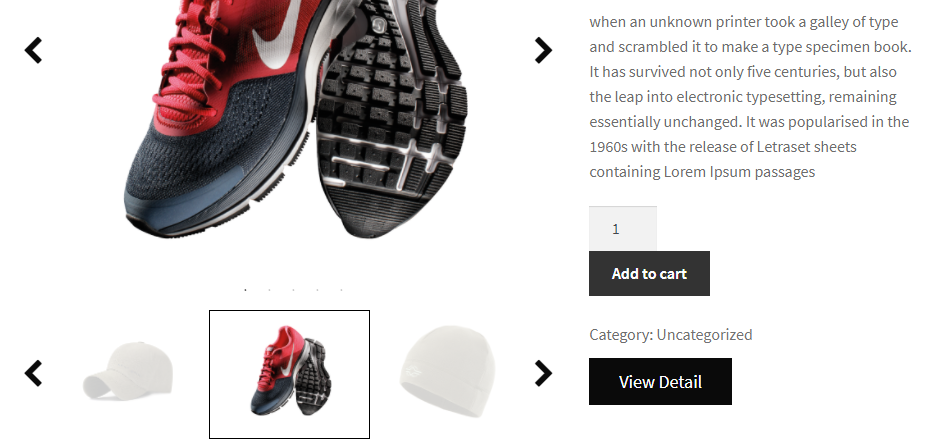 when an unknown printer took a galley of type
and scrambled it to make a type specimen book.
It has survived not only five centuries, but also
the leap into electronic typesetting, remaining
essentially unchanged. It was popularised in the
1960s with the release of Letraset sheets
containing Lorem Ipsum passages
1
Add to cart
Category: Uncategorized
View Detail